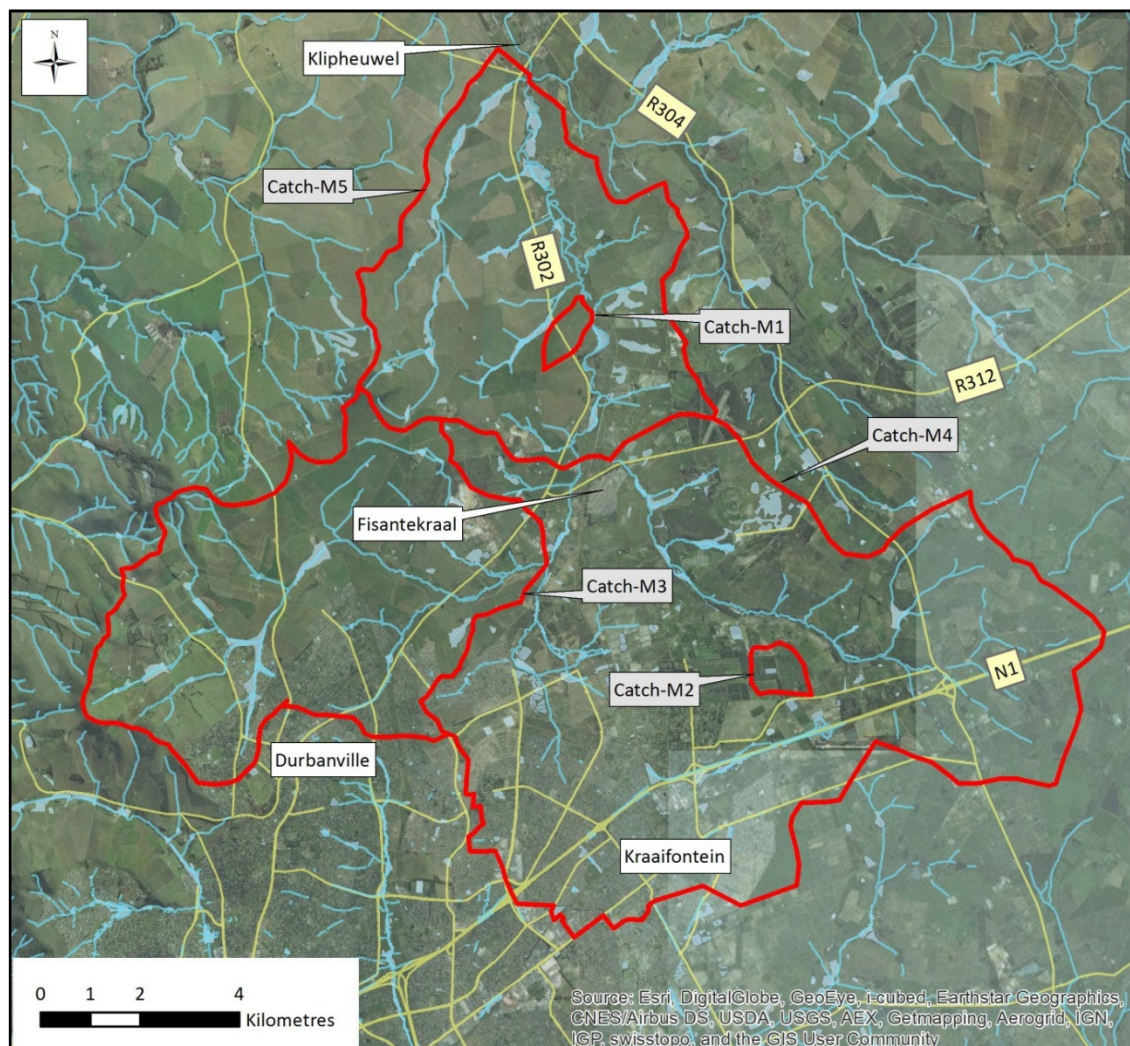 N
Klipheuwel
R304
Catch-M5
R302
Catch-M1
R312
Catch-M4
Fisantekraal
Catch-M3
N1
Catch-M2
Durbanville
Kraaifontein
0 1 2 4
Kilometres
Source: Esri, DigitalGlobe, GeoEye, i-cubed, Earthstar Geographics,
CNES/Airbus DS, USDA, USGS, AEX, Getmapping, Aerogrid, IGN,
IGP, swisstopo, and the GIS User Community